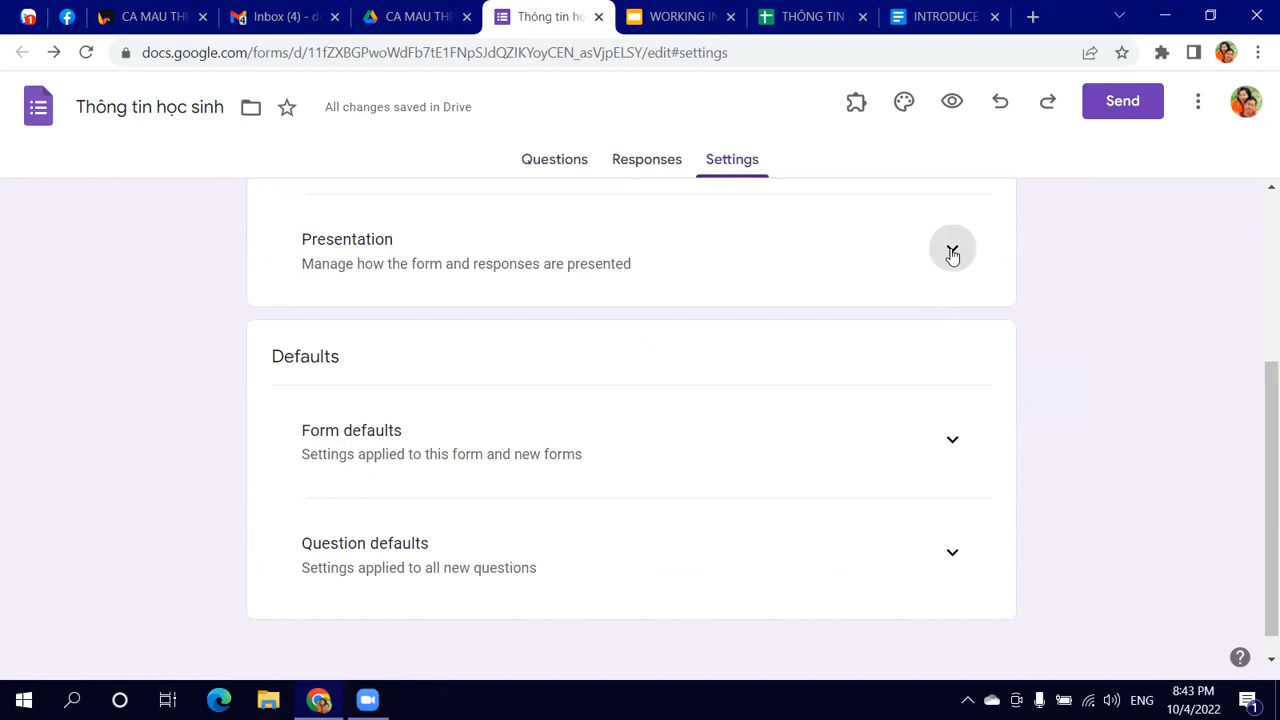 CA MAU THP
Inbox (4) - d
CA MAU THP
Thông tin họ
WORKING IN
THÔNG TIN
INTRODUCE
docs.google.com/forms/d/11fZXBGPwoWdFb7tE1FNpSJdQZIKYoyCEN_asVjpELSY/edit#settings
Thông tin học sinh
All changes saved in Drive
Send
Questions
Responses
Settings
Presentation
Manage how the form and responses are presented
Defaults
Form defaults
Settings applied to this form and new forms
Question defaults
Settings applied to all new questions
ENG
8:43 PM
10/4/2022